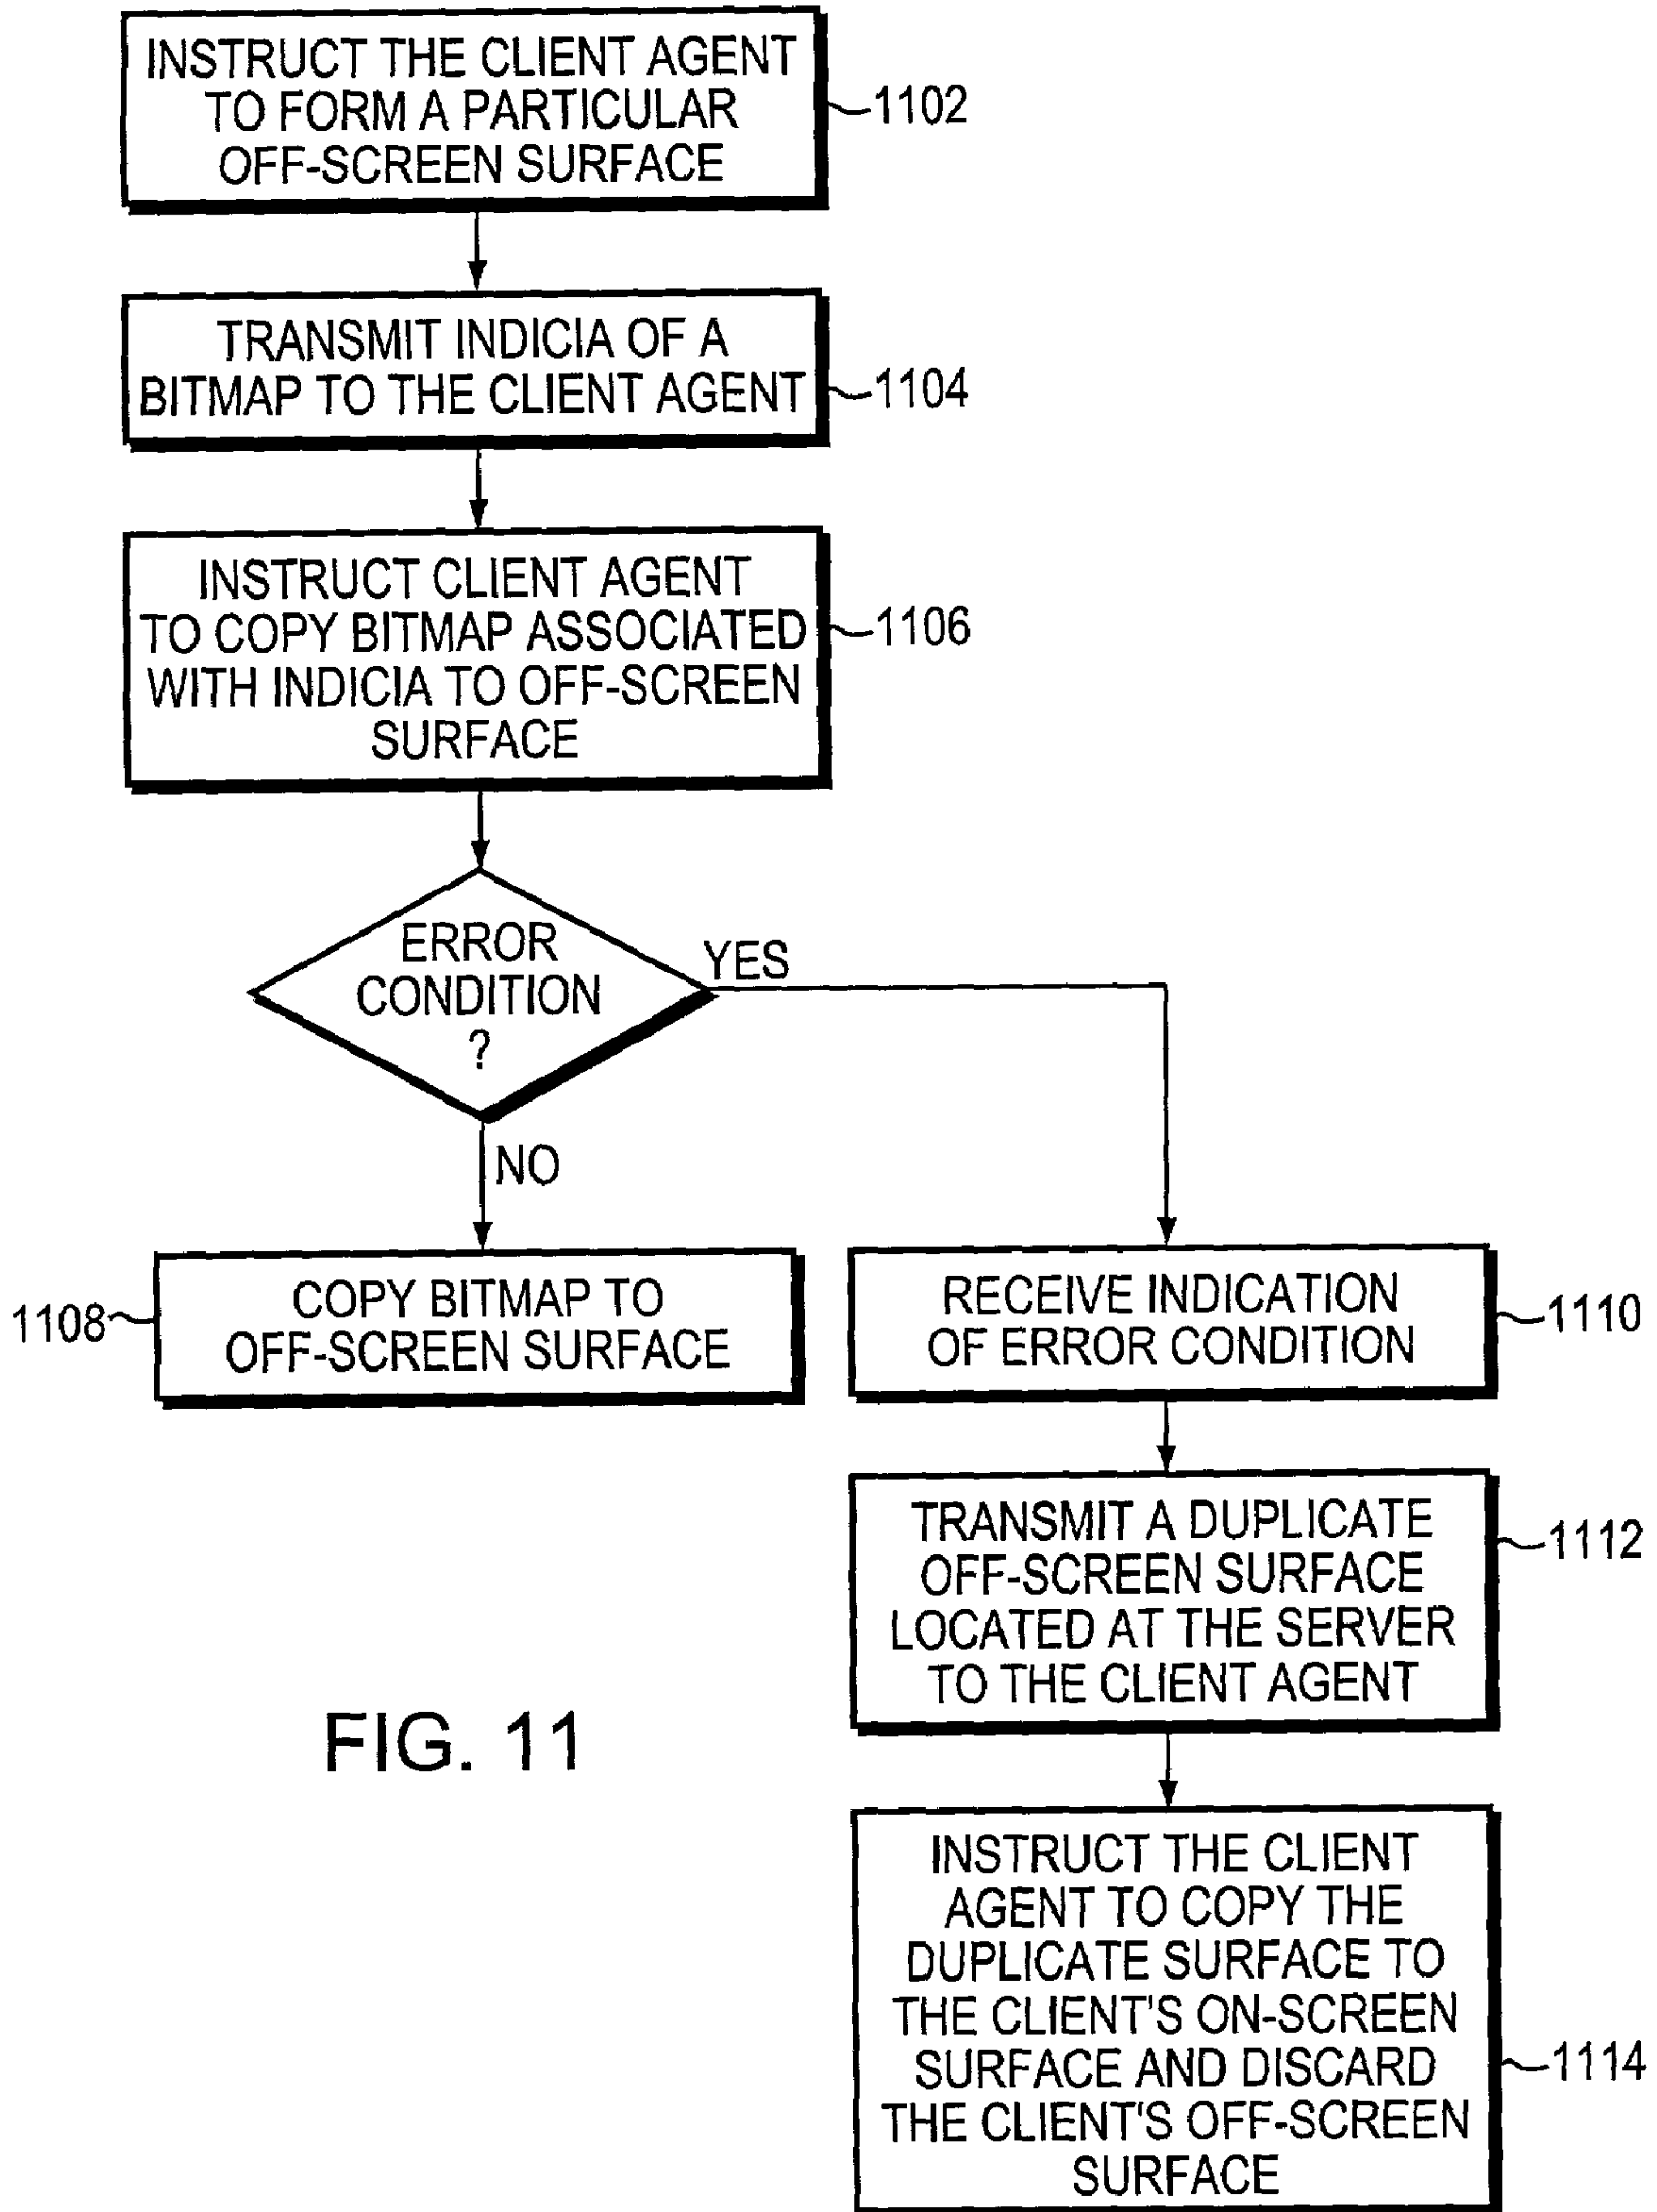 INSTRUCT THE CLIENT AGENT
TO FORM A PARTICULAR
OFF-SCREEN SURFACE
1102
TRANSMIT INDICIA OF A
BITMAP TO THE CLIENT AGENT
1104
INSTRUCT CLIENT AGENT
TO COPY BITMAP ASSOCIATED
WITH INDICIA TO OFF-SCREEN
SURFACE
1106
ERROR
CONDITION
?
YES
NO
1108
COPY BITMAP TO
OFF-SCREEN SURFACE
RECEIVE INDICATION
OF ERROR CONDITION
1110
TRANSMIT A DUPLICATE
OFF-SCREEN SURFACE
LOCATED AT THE SERVER
TO THE CLIENT AGENT
1112
INSTRUCT THE CLIENT
AGENT TO COPY THE
DUPLICATE SURFACE TO
THE CLIENT'S ON-SCREEN
SURFACE AND DISCARD
THE CLIENT'S OFF-SCREEN
SURFACE
1114
FIG. 11